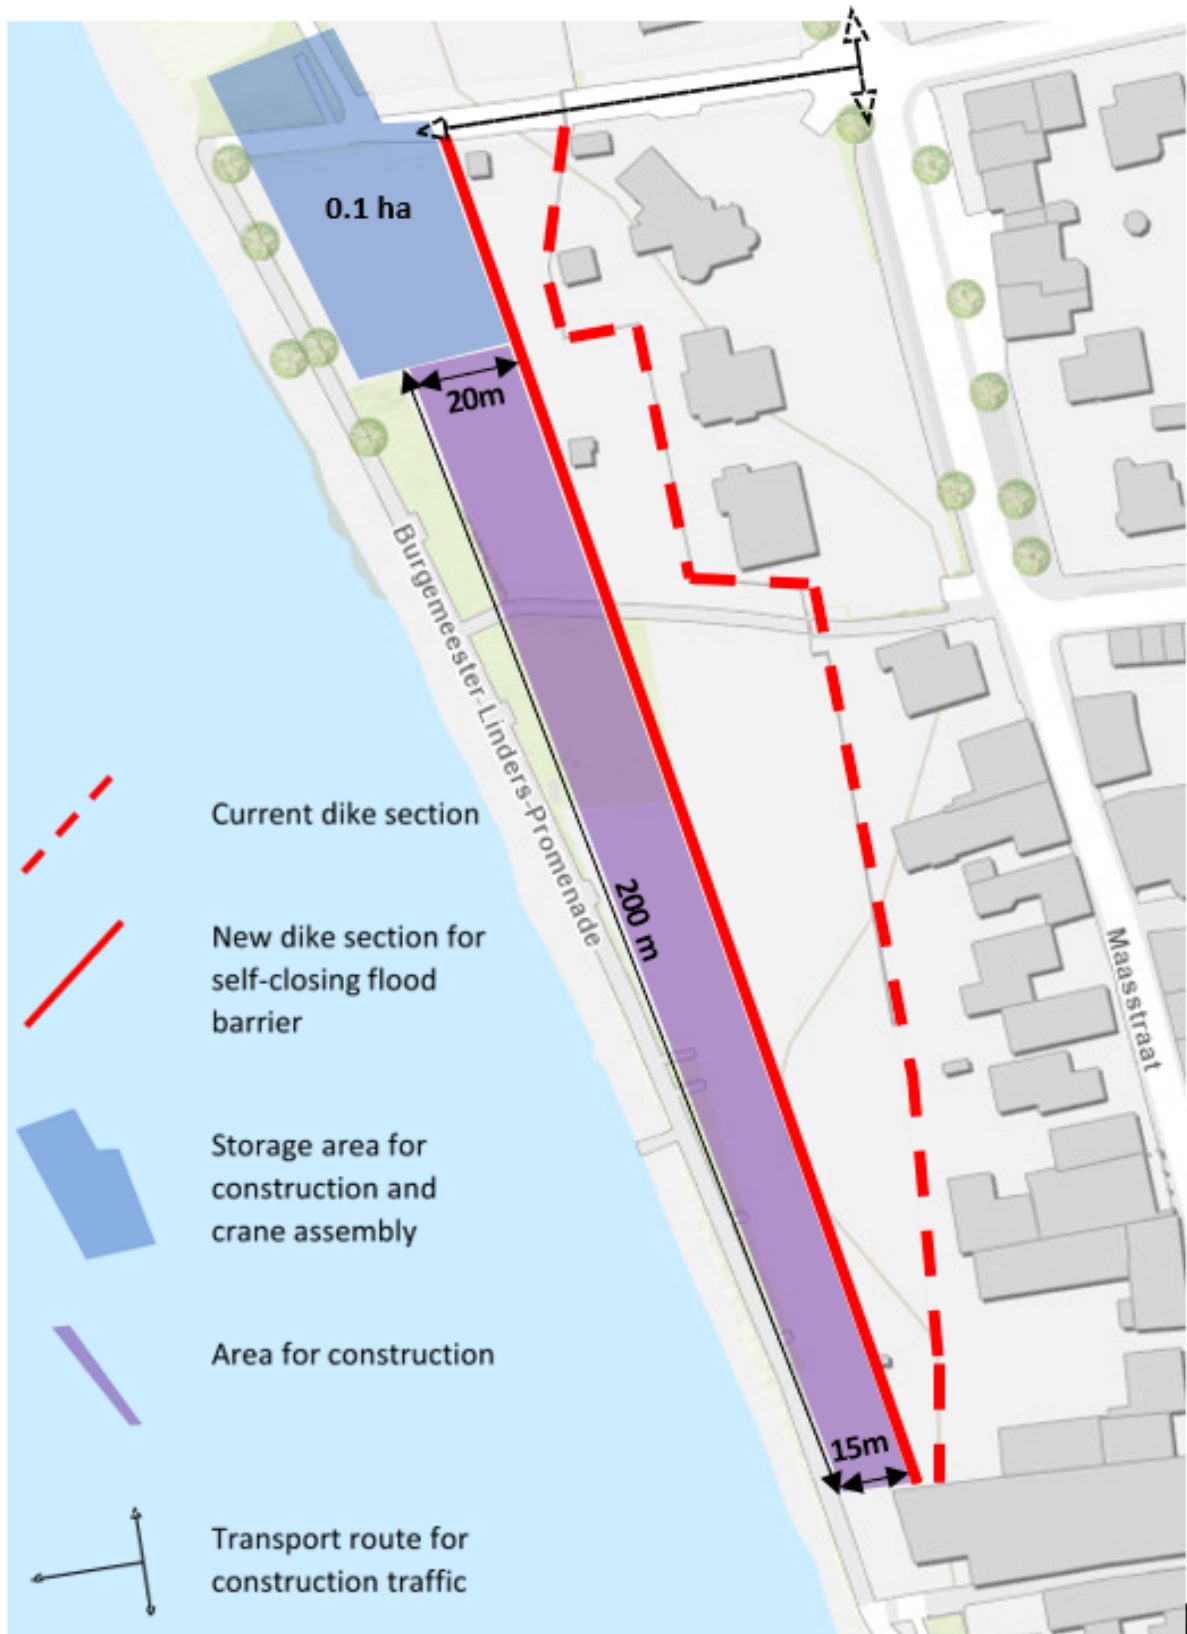 0.1 ha
20m
Burgemeester-Linders-Promenade
200 m
Maasstraat
15m
Current dike section
New dike section for
self-closing flood
barrier
Storage area for
construction and
crane assembly
Area for construction
Transport route for
construction traffic